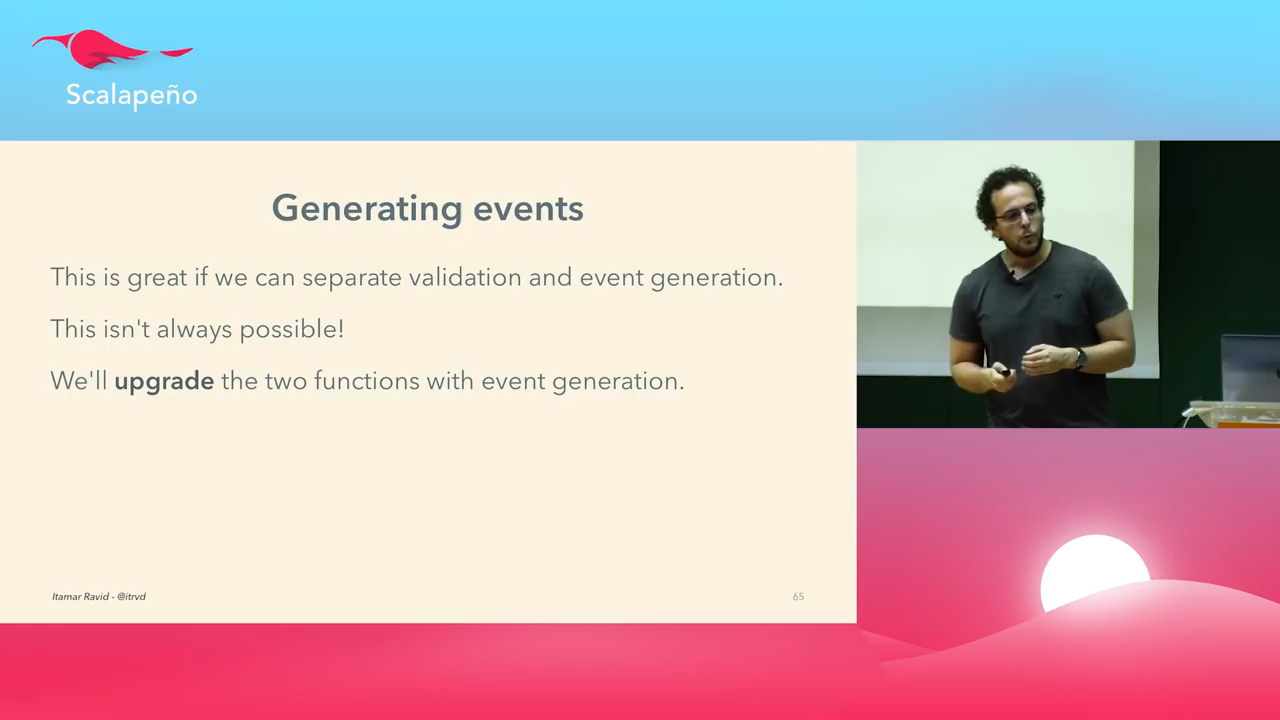 Scalapeño
Generating events
This is great if we can separate validation and event generation.
This isn't always possible!
We'll upgrade the two functions with event generation.
Itamar Ravid - @itrvd
65